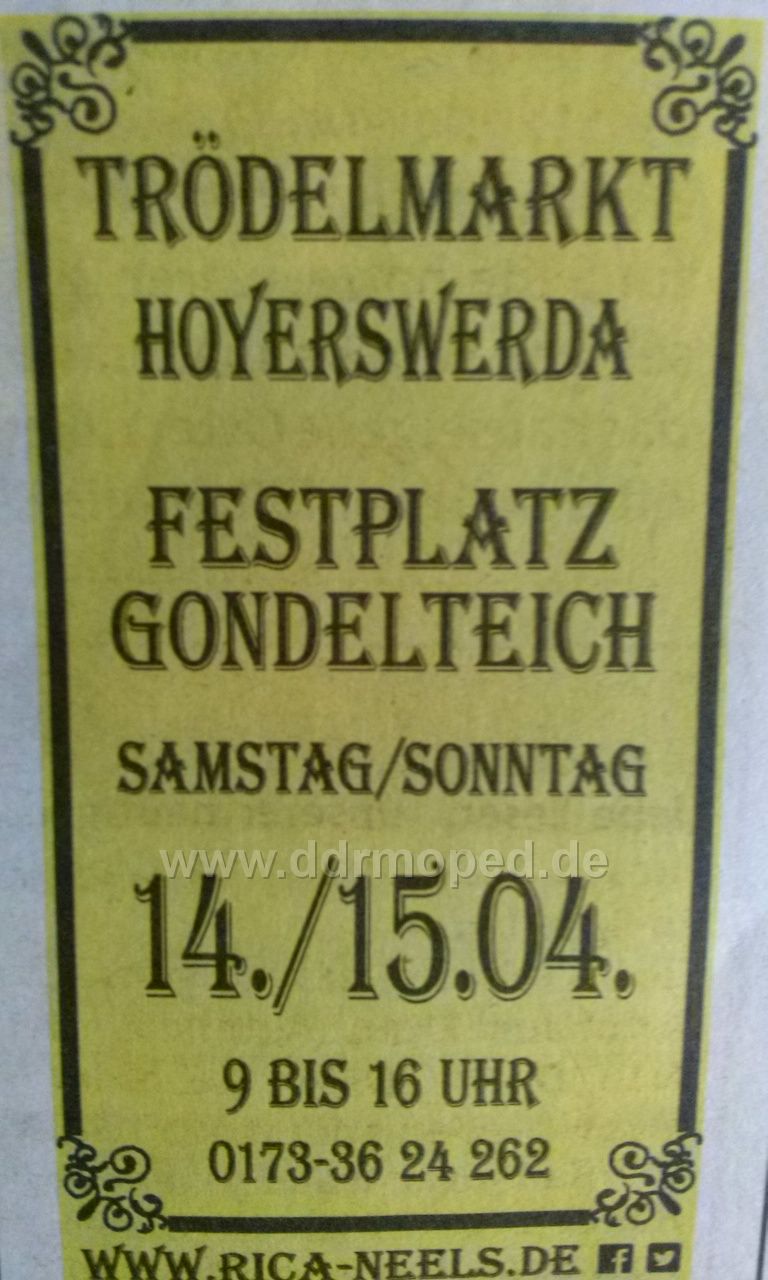 TRÖDELMARKT
HOYERSWERDA
FESTPLATZ
GONDELTEICH
SAMSTAG/SONNTAG
www.ddrmoped.de
14./15.04.
9 BIS 16 UHR
0173-36 24 262
WWW.RICA-NEELS.DE